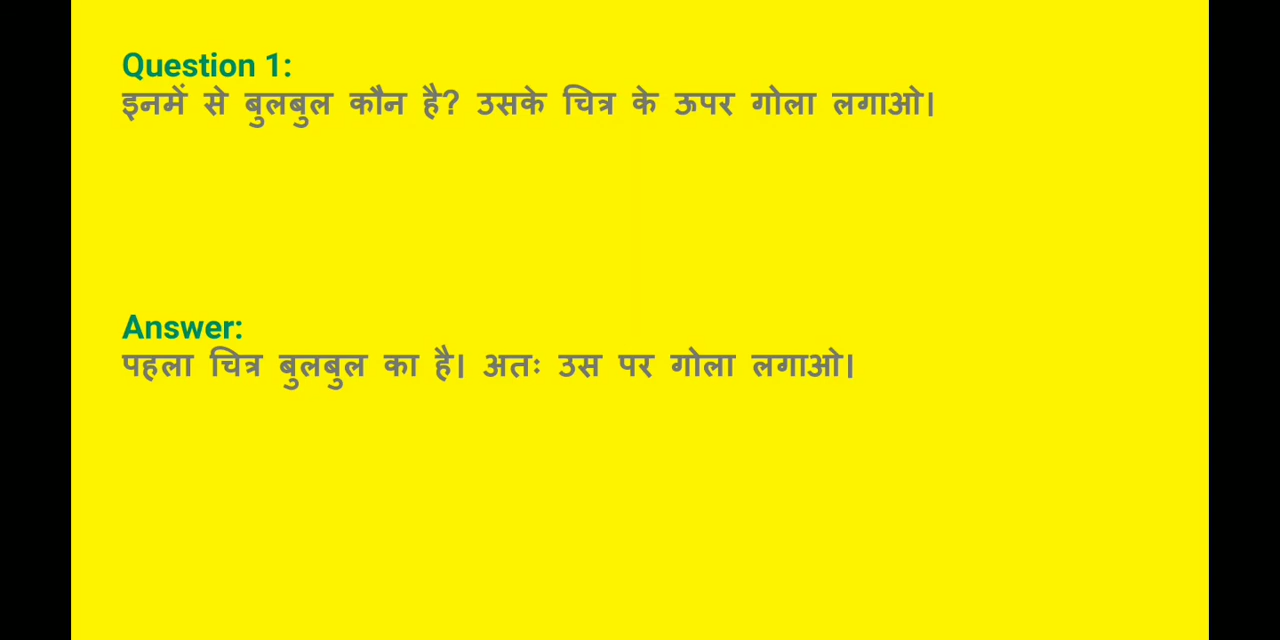 Question 1:
इनमें से बुलबुल कौन है? उसके चित्र के ऊपर गोला लगाओ।
Answer:
पहला चित्र बुलबुल का है। अतः उस पर गोला लगाओ।